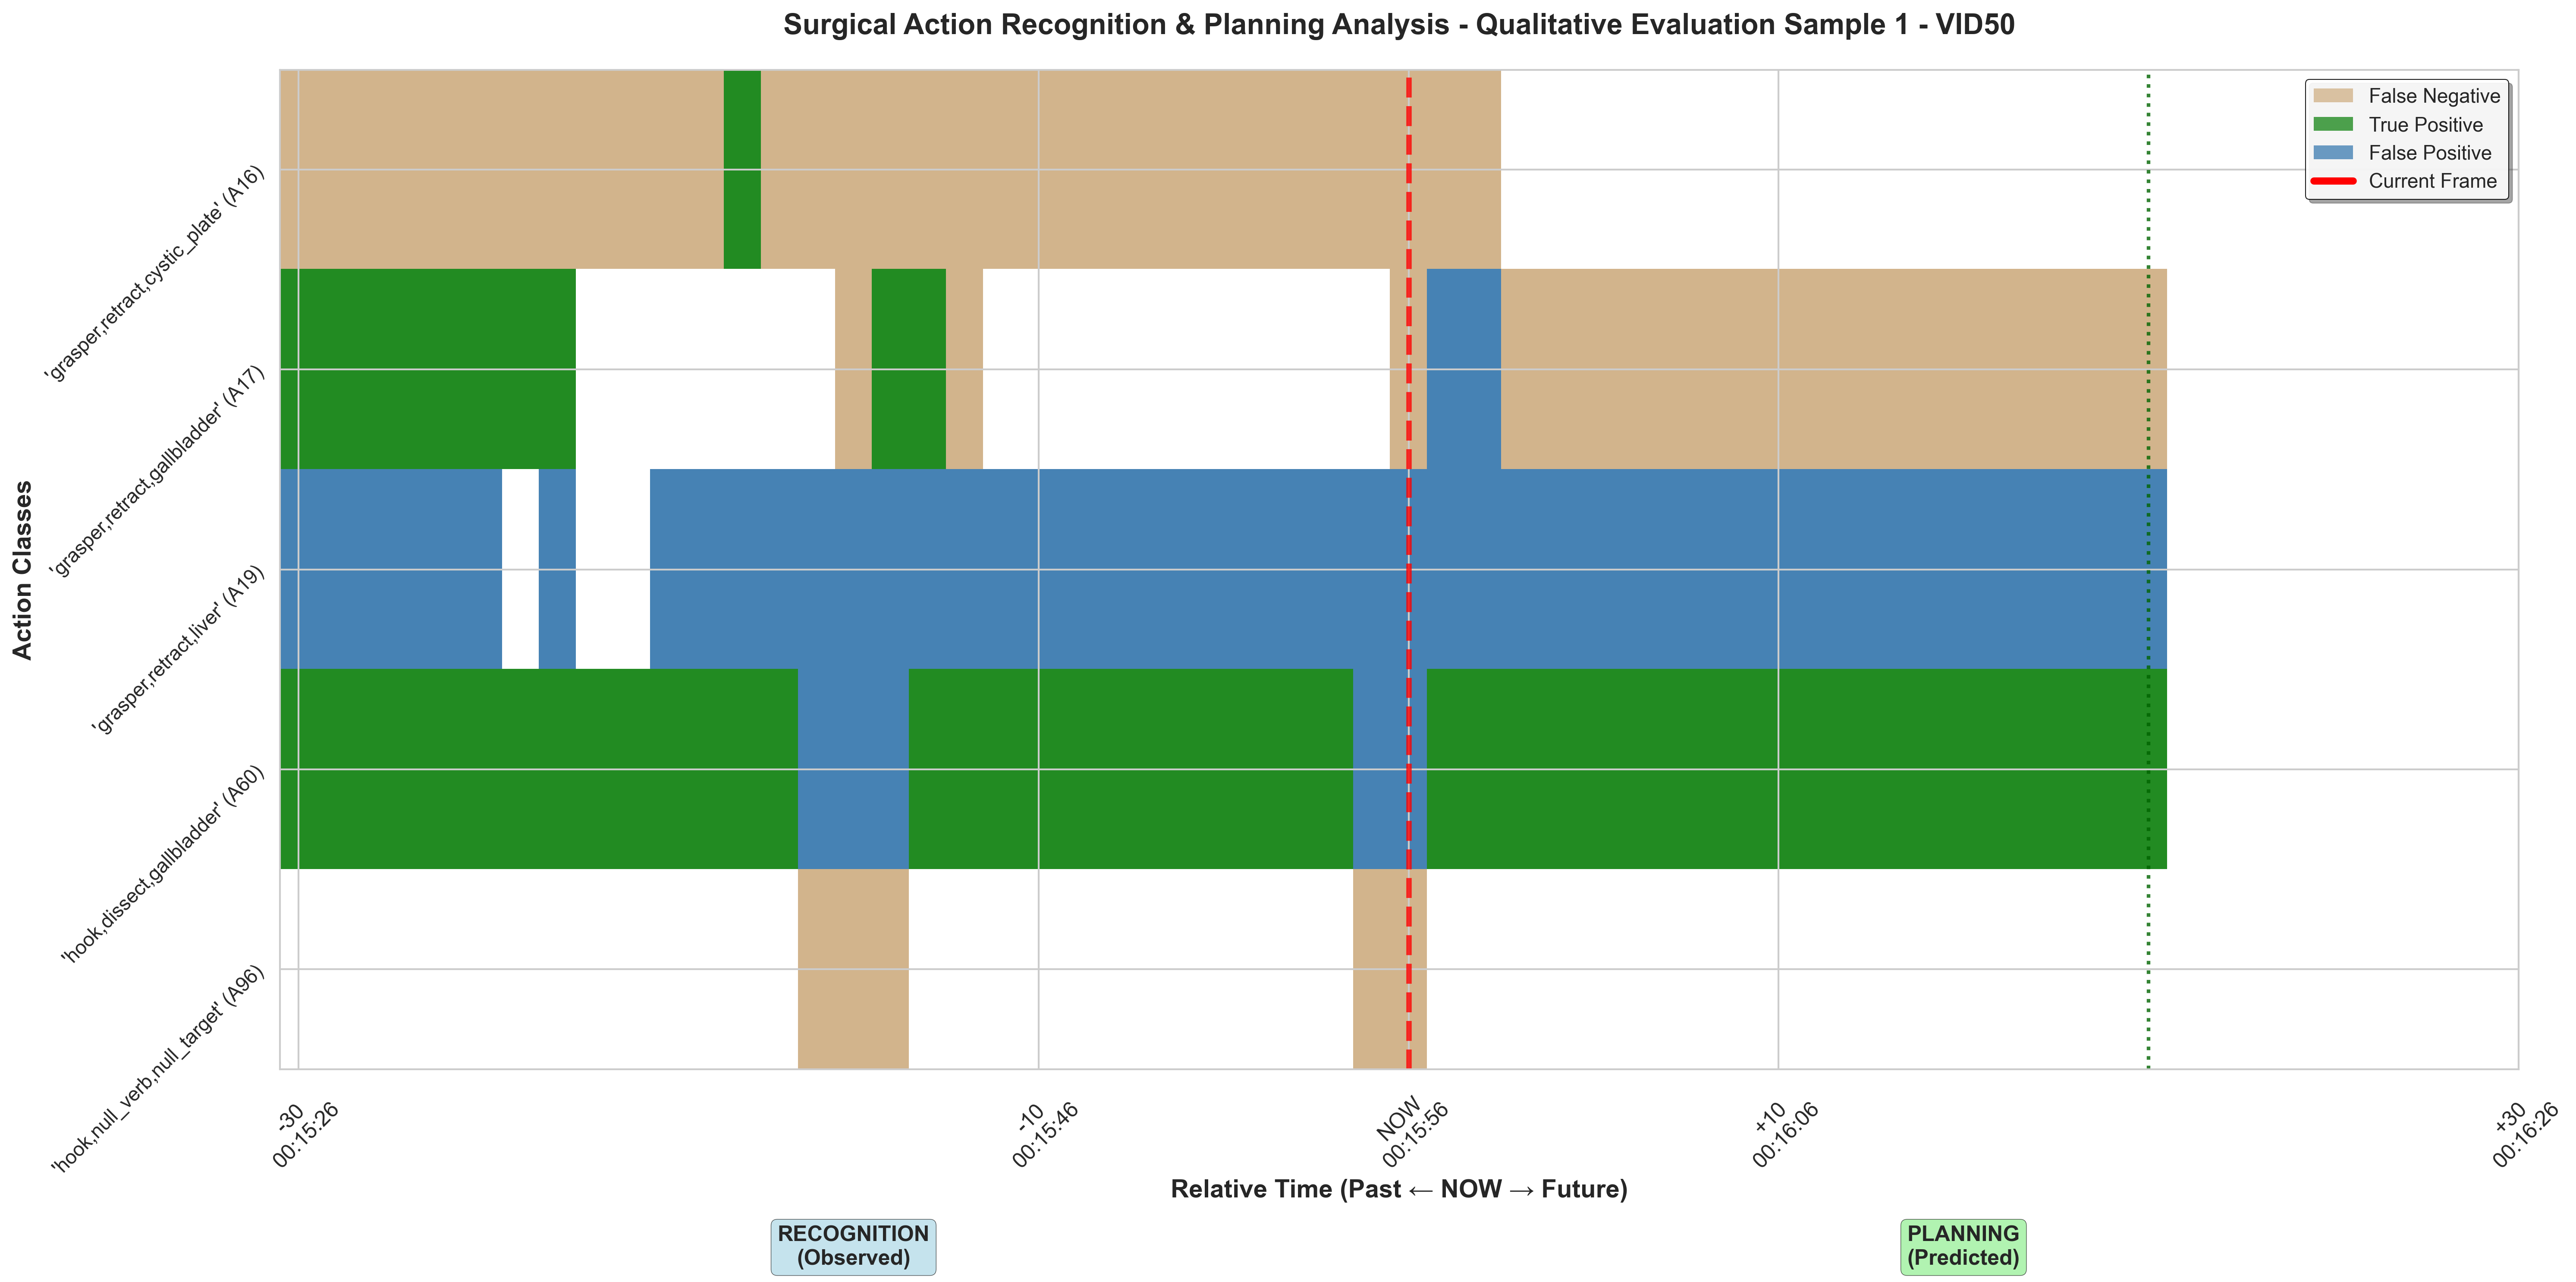 Surgical Action Recognition & Planning Analysis - Qualitative Evaluation Sample 1 - VID50
False Negative
True Positive
False Positive
Current Frame
Action Classes
'grasper,retract,cystic_plate' (A16)
'grasper,retract,gallbladder' (A17)
'grasper,retract,liver' (A19)
'hook,dissect,gallbladder' (A60)
'hook,null_verb,null_target' (A96)
-30
00:15:26
-10
00:15:46
NOW
00:15:56
+10
00:16:06
+30
00:16:26
Relative Time (Past ← NOW → Future)
RECOGNITION
(Observed)
PLANNING
(Predicted)